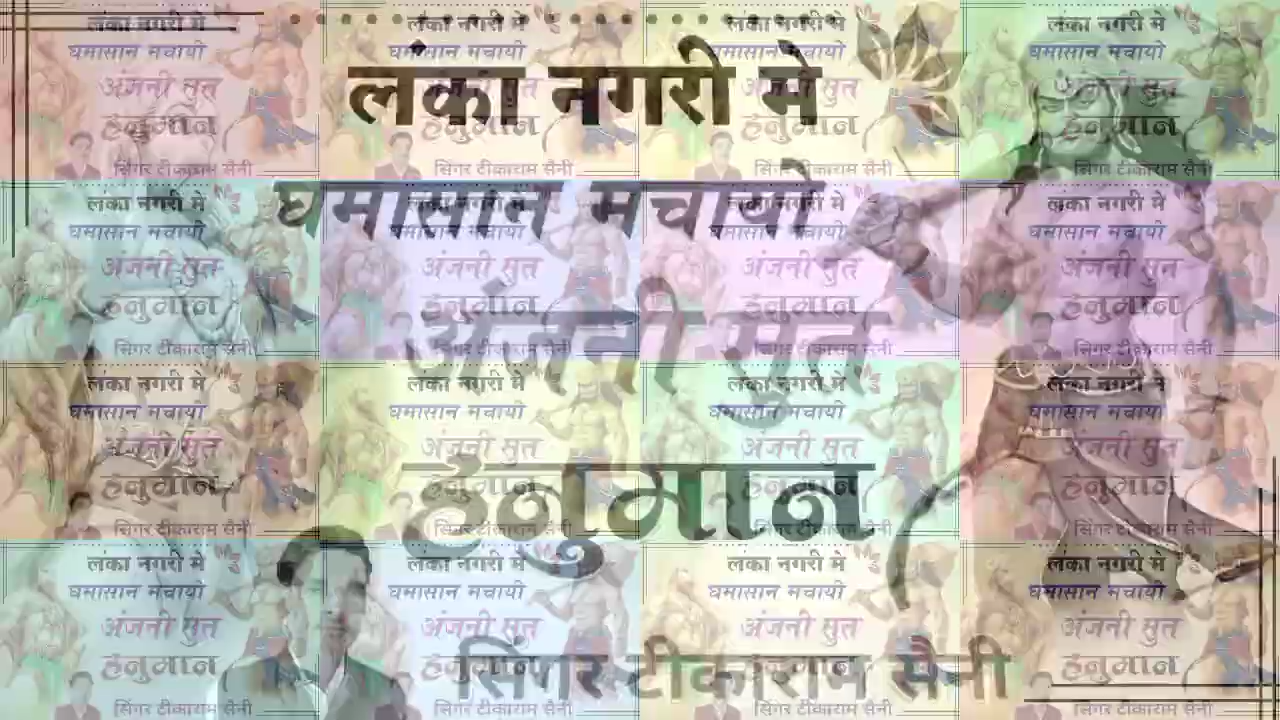 लंका नगरी मे
घमासान मचायो
अंजनी सुत
हनुमान
सिंगर टीकाराम सैनी